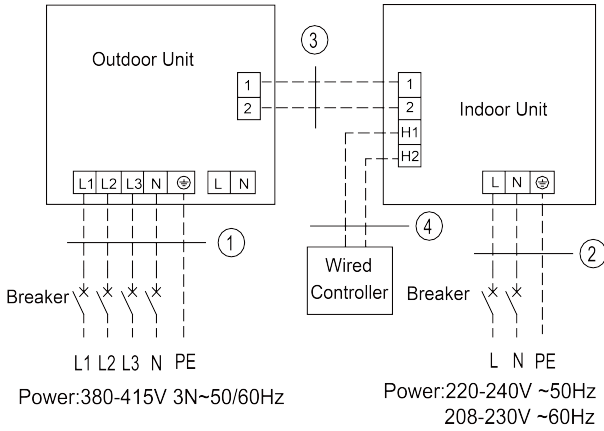 Outdoor Unit
③
Indoor Unit
1 1
2 2
H1
H2
L1 L2 L3 N ⏚ L N
L N ⏚
①
④
②
Wired
Controller
Breaker
Breaker
L1 L2 L3 N PE
L N PE
Power:380-415V 3N~50/60Hz
Power:220-240V ~50Hz
208-230V ~60Hz